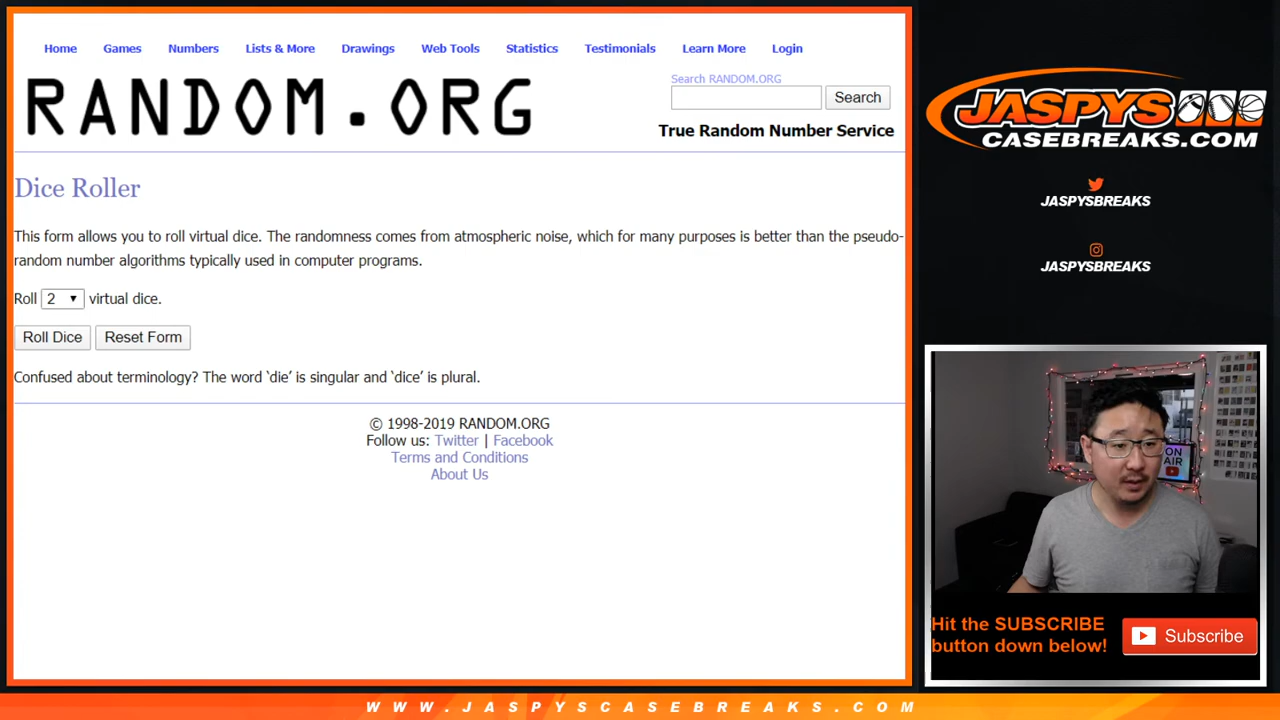 Home Games Numbers Lists & More Drawings Web Tools Statistics Testimonials Learn More Login
RANDOM.ORG
Search RANDOM.ORG
Search
True Random Number Service
Dice Roller
This form allows you to roll virtual dice. The randomness comes from atmospheric noise, which for many purposes is better than the pseudo-
random number algorithms typically used in computer programs.
Roll 2 virtual dice.
Roll Dice Reset Form
Confused about terminology? The word ‘die’ is singular and ‘dice’ is plural.
© 1998-2019 RANDOM.ORG
Follow us: Twitter | Facebook
Terms and Conditions
About Us
JASPYS
CASEBREAKS.COM
JASPYSBREAKS
JASPYSBREAKS
ON
AIR
Hit the SUBSCRIBE
button down below!
Subscribe
WWW.JASPYSCASEBREAKS.COM